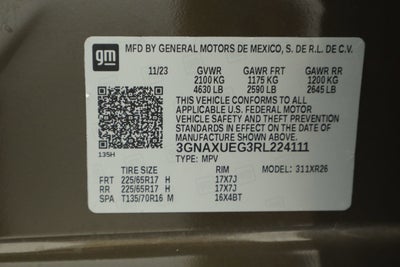 gm
MFD BY GENERAL MOTORS DE MEXICO, S. DE R.L. DE C.V.
11/23 GVWR GAWR FRT GAWR RR
2100 KG 1175 KG 1200 KG
4630 LB 2590 LB 2645 LB
THIS VEHICLE CONFORMS TO ALL
APPLICABLE U.S. FEDERAL MOTOR
VEHICLE SAFETY AND THEFT PREVENTION
STANDARDS IN EFFECT ON THE DATE OF
MANUFACTURE SHOWN ABOVE.
135H
3GNAXUEG3RL224111
TYPE: MPV
TIRE SIZE RIM MODEL: 311XR26
FRT 225/65R17 H 17X7J
RR 225/65R17 H 17X7J
SPA T135/70R16 M 16X4BT